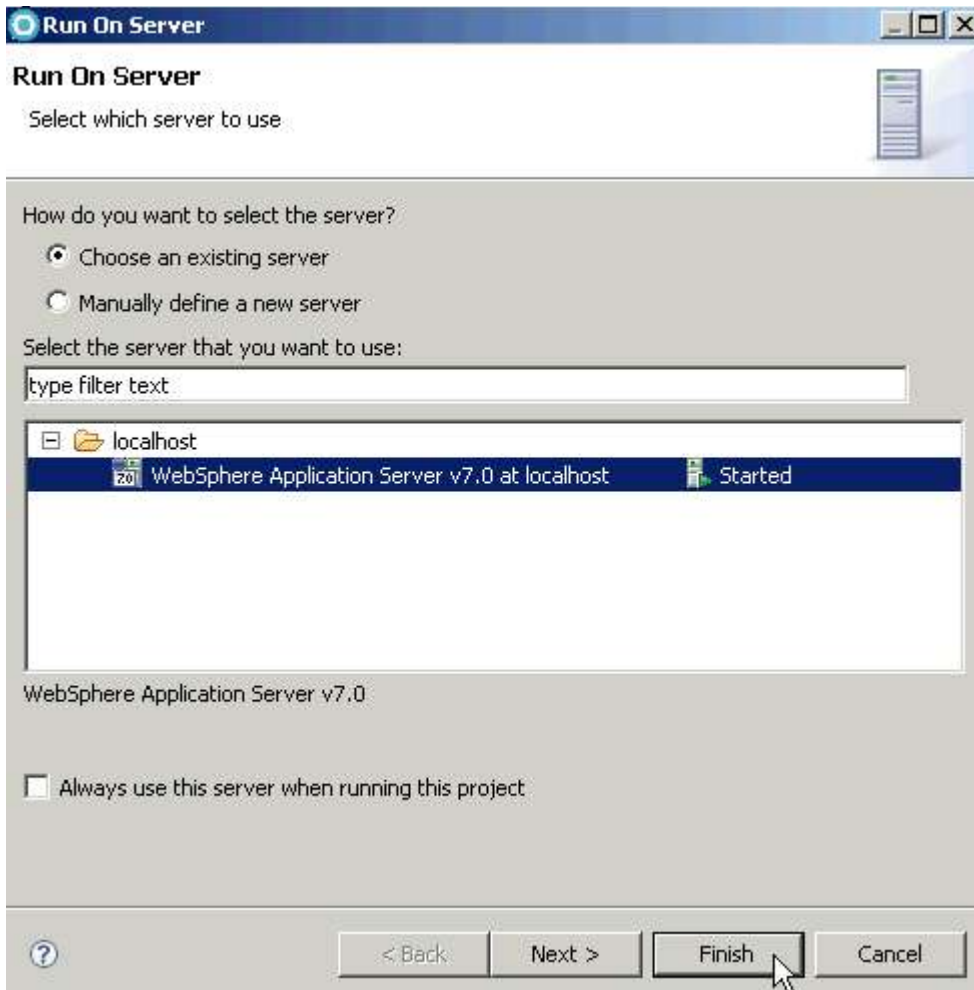 Run On Server
Run On Server
Select which server to use
How do you want to select the server?
Choose an existing server
Manually define a new server
Select the server that you want to use:
type filter text
localhost
7.0 WebSphere Application Server v7.0 at localhost Started
WebSphere Application Server v7.0
Always use this server when running this project
? < Back Next > Finish Cancel